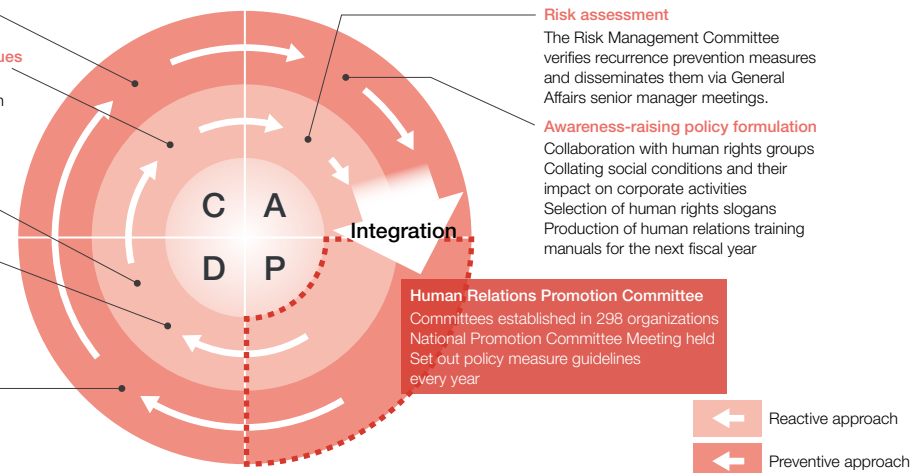 Risk assessment
The Risk Management Committee
verifies recurrence prevention measures
and disseminates them via General
Affairs senior manager meetings.
Awareness-raising policy formulation
Collaboration with human rights groups
Collating social conditions and their
impact on corporate activities
Selection of human rights slogans
Production of human relations training
manuals for the next fiscal year
C A
D P
Integration
Human Relations Promotion Committee
Committees established in 298 organizations
National Promotion Committee Meeting held
Set out policy measure guidelines
every year
Reactive approach
Preventive approach